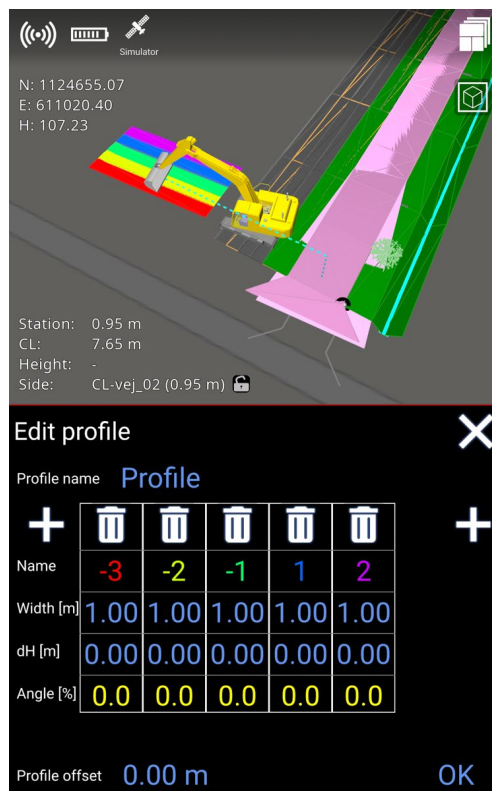 Simulator
N: 1124655.07
E: 611020.40
H: 107.23
Station: 0.95 m
CL: 7.65 m
Height: -
Side: CL-vej_02 (0.95 m)
Edit profile
Profile name Profile
Name -3 -2 -1 1 2
Width [m] 1.00 1.00 1.00 1.00 1.00
dH [m] 0.00 0.00 0.00 0.00 0.00
Angle [%] 0.0 0.0 0.0 0.0 0.0
Profile offset 0.00 m OK